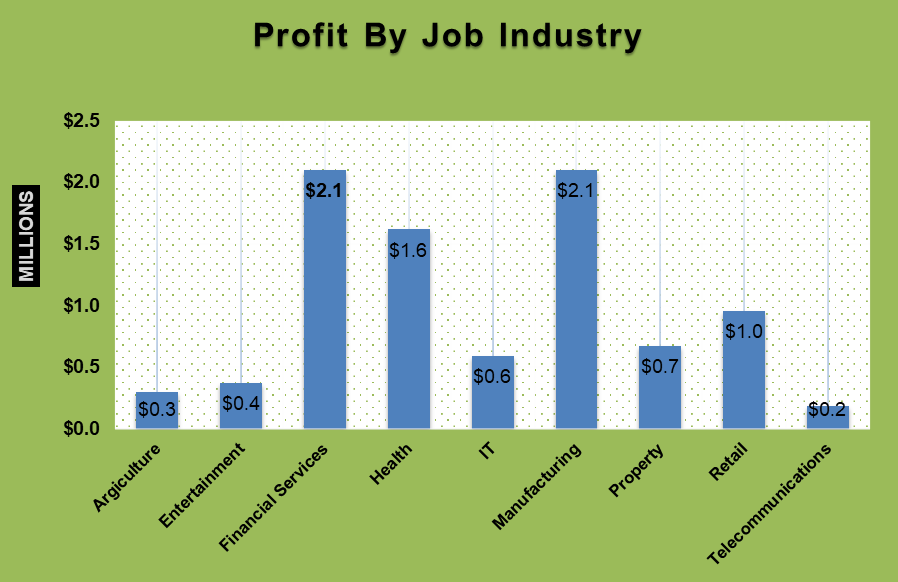 Profit By Job Industry
MILLIONS
$2.5
$2.0
$1.5
$1.0
$0.5
$0.0
$0.3
$0.4
$2.1
$1.6
$0.6
$2.1
$0.7
$1.0
$0.2
Argiculture
Entertainment
Financial Services
Health
IT
Manufacturing
Property
Retail
Telecommunications